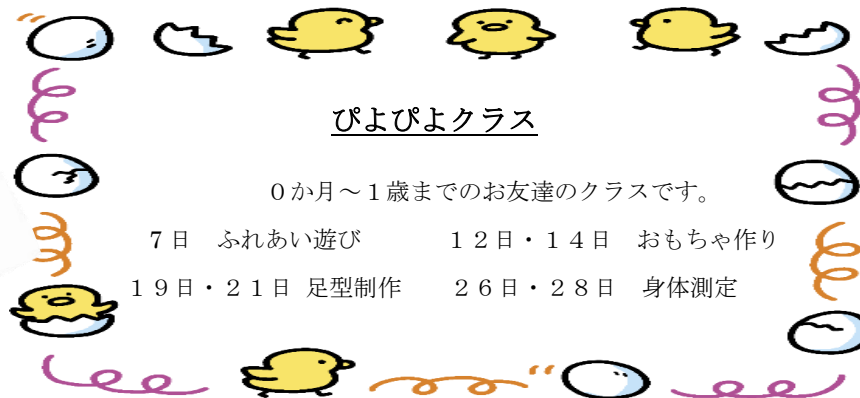 ぴよぴよクラス
０か月～１歳までのお友達のクラスです。
7日　ふれあい遊び　　　　１２日・１４日　おもちゃ作り
１９日・２１日 足型制作　　２６日・２８日　身体測定